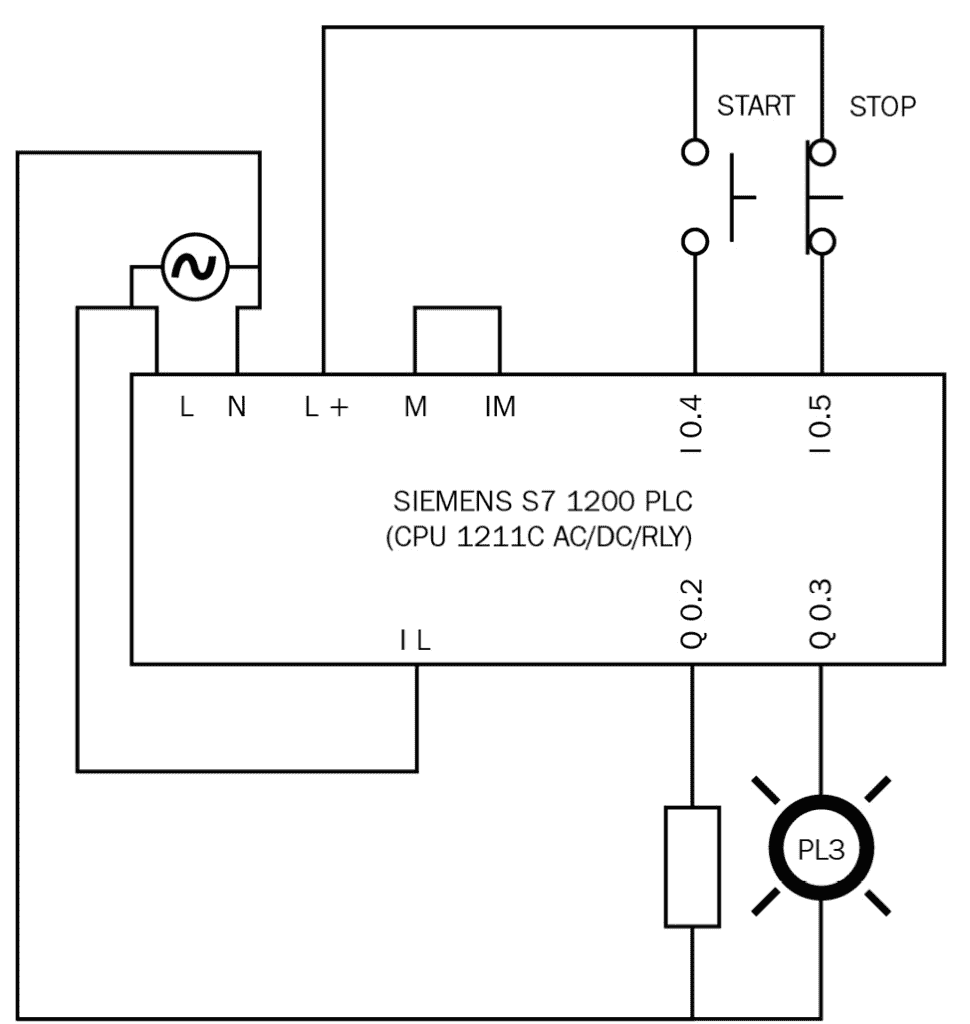 START
STOP
L
N
L +
M
IM
I 0.4
I 0.5
SIEMENS S7 1200 PLC
(CPU 1211C AC/DC/RLY)
I L
Q 0.2
Q 0.3
PL3